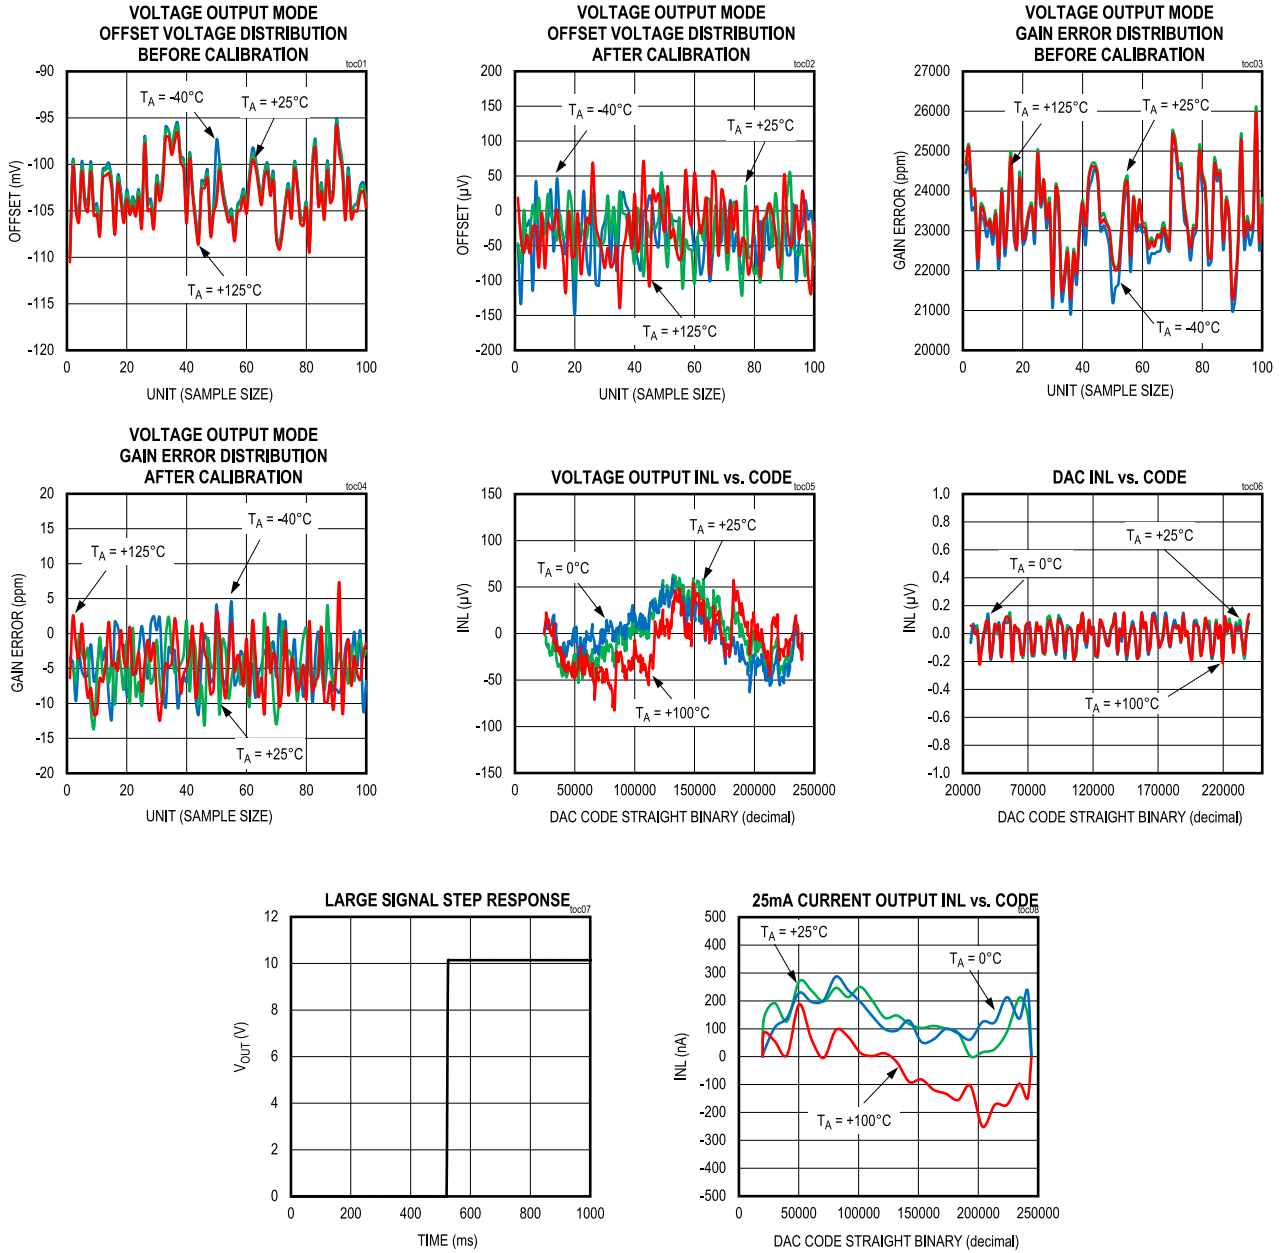 VOLTAGE OUTPUT MODE
OFFSET VOLTAGE DISTRIBUTION
BEFORE CALIBRATION
toc01
-90
-95
-100
-105
-110
-115
-120
OFFSET (mV)
TA = -40°C
TA = +25°C
TA = +125°C
0
20
40
60
80
100
UNIT (SAMPLE SIZE)
VOLTAGE OUTPUT MODE
OFFSET VOLTAGE DISTRIBUTION
AFTER CALIBRATION
toc02
200
150
100
50
0
-50
-100
-150
-200
OFFSET (µV)
TA = -40°C
TA = +25°C
TA = +125°C
0
20
40
60
80
100
UNIT (SAMPLE SIZE)
VOLTAGE OUTPUT MODE
GAIN ERROR DISTRIBUTION
BEFORE CALIBRATION
toc03
27000
26000
25000
24000
23000
22000
21000
20000
GAIN ERROR (ppm)
TA = +125°C
TA = +25°C
TA = -40°C
0
20
40
60
80
100
UNIT (SAMPLE SIZE)
VOLTAGE OUTPUT MODE
GAIN ERROR DISTRIBUTION
AFTER CALIBRATION
toc04
20
15
10
5
0
-5
-10
-15
-20
GAIN ERROR (ppm)
TA = -40°C
TA = +125°C
TA = +25°C
0
20
40
60
80
100
UNIT (SAMPLE SIZE)
VOLTAGE OUTPUT INL vs. CODE
toc05
150
100
50
0
-50
-100
-150
INL (µV)
TA = +25°C
TA = 0°C
TA = +100°C
0
50000
100000
150000
200000
250000
DAC CODE STRAIGHT BINARY (decimal)
DAC INL vs. CODE
toc06
1.0
0.8
0.6
0.4
0.2
0.0
-0.2
-0.4
-0.6
-0.8
-1.0
INL (µV)
TA = +25°C
TA = 0°C
TA = +100°C
20000
70000
120000
170000
220000
DAC CODE STRAIGHT BINARY (decimal)
LARGE SIGNAL STEP RESPONSE
toc07
12
10
8
6
4
2
0
VOUT (V)
0
200
400
600
800
1000
TIME (ms)
25mA CURRENT OUTPUT INL vs. CODE
toc08
500
400
300
200
100
0
-100
-200
-300
-400
-500
INL (nA)
TA = +25°C
TA = 0°C
TA = +100°C
0
50000
100000
150000
200000
250000
DAC CODE STRAIGHT BINARY (decimal)